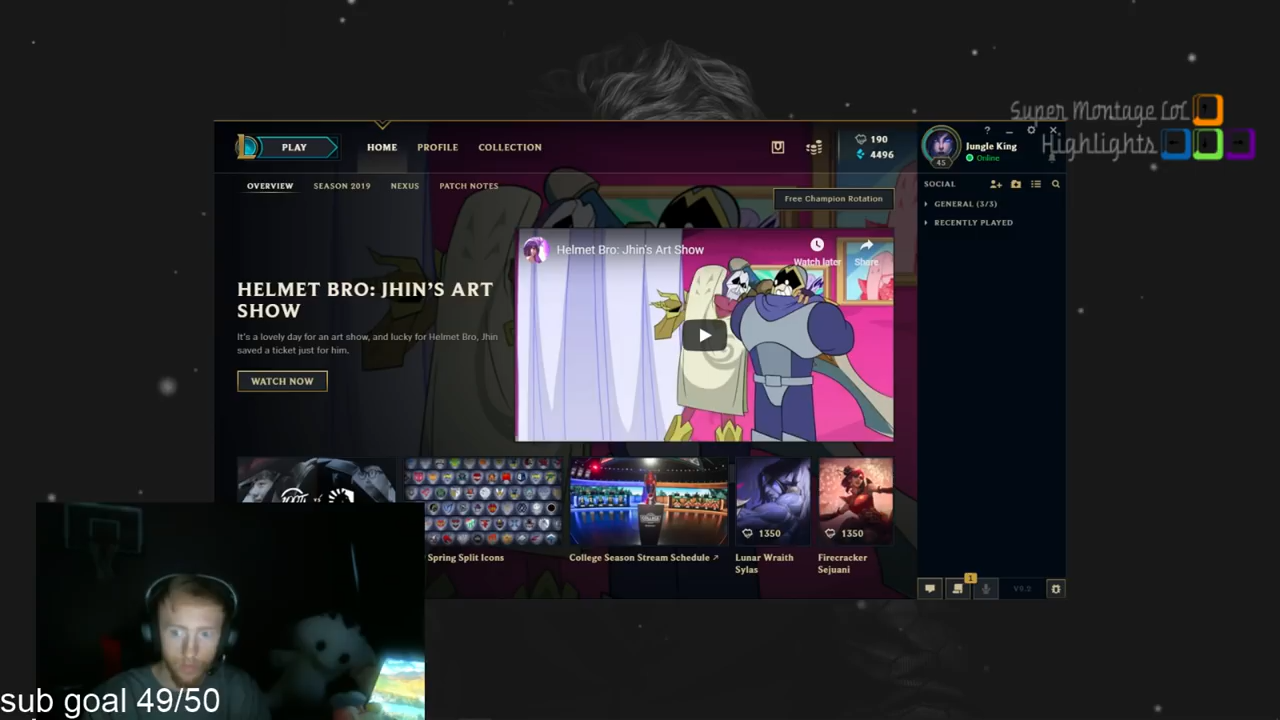 Super Montage LoL
Highlights
PLAY
HOME
PROFILE
COLLECTION
190
4496
45
Jungle King
Online
OVERVIEW
SEASON 2019
NEXUS
PATCH NOTES
Free Champion Rotation
SOCIAL
GENERAL (3/3)
RECENTLY PLAYED
Helmet Bro: Jhin's Art Show
Watch later
Share
HELMET BRO: JHIN'S ART
SHOW
It's a lovely day for an art show, and lucky for Helmet Bro, Jhin
saved a ticket just for him.
WATCH NOW
1350
1350
Spring Split Icons
College Season Stream Schedule ↗
Lunar Wraith
Sylas
Firecracker
Sejuani
1
V9.2
sub goal 49/50